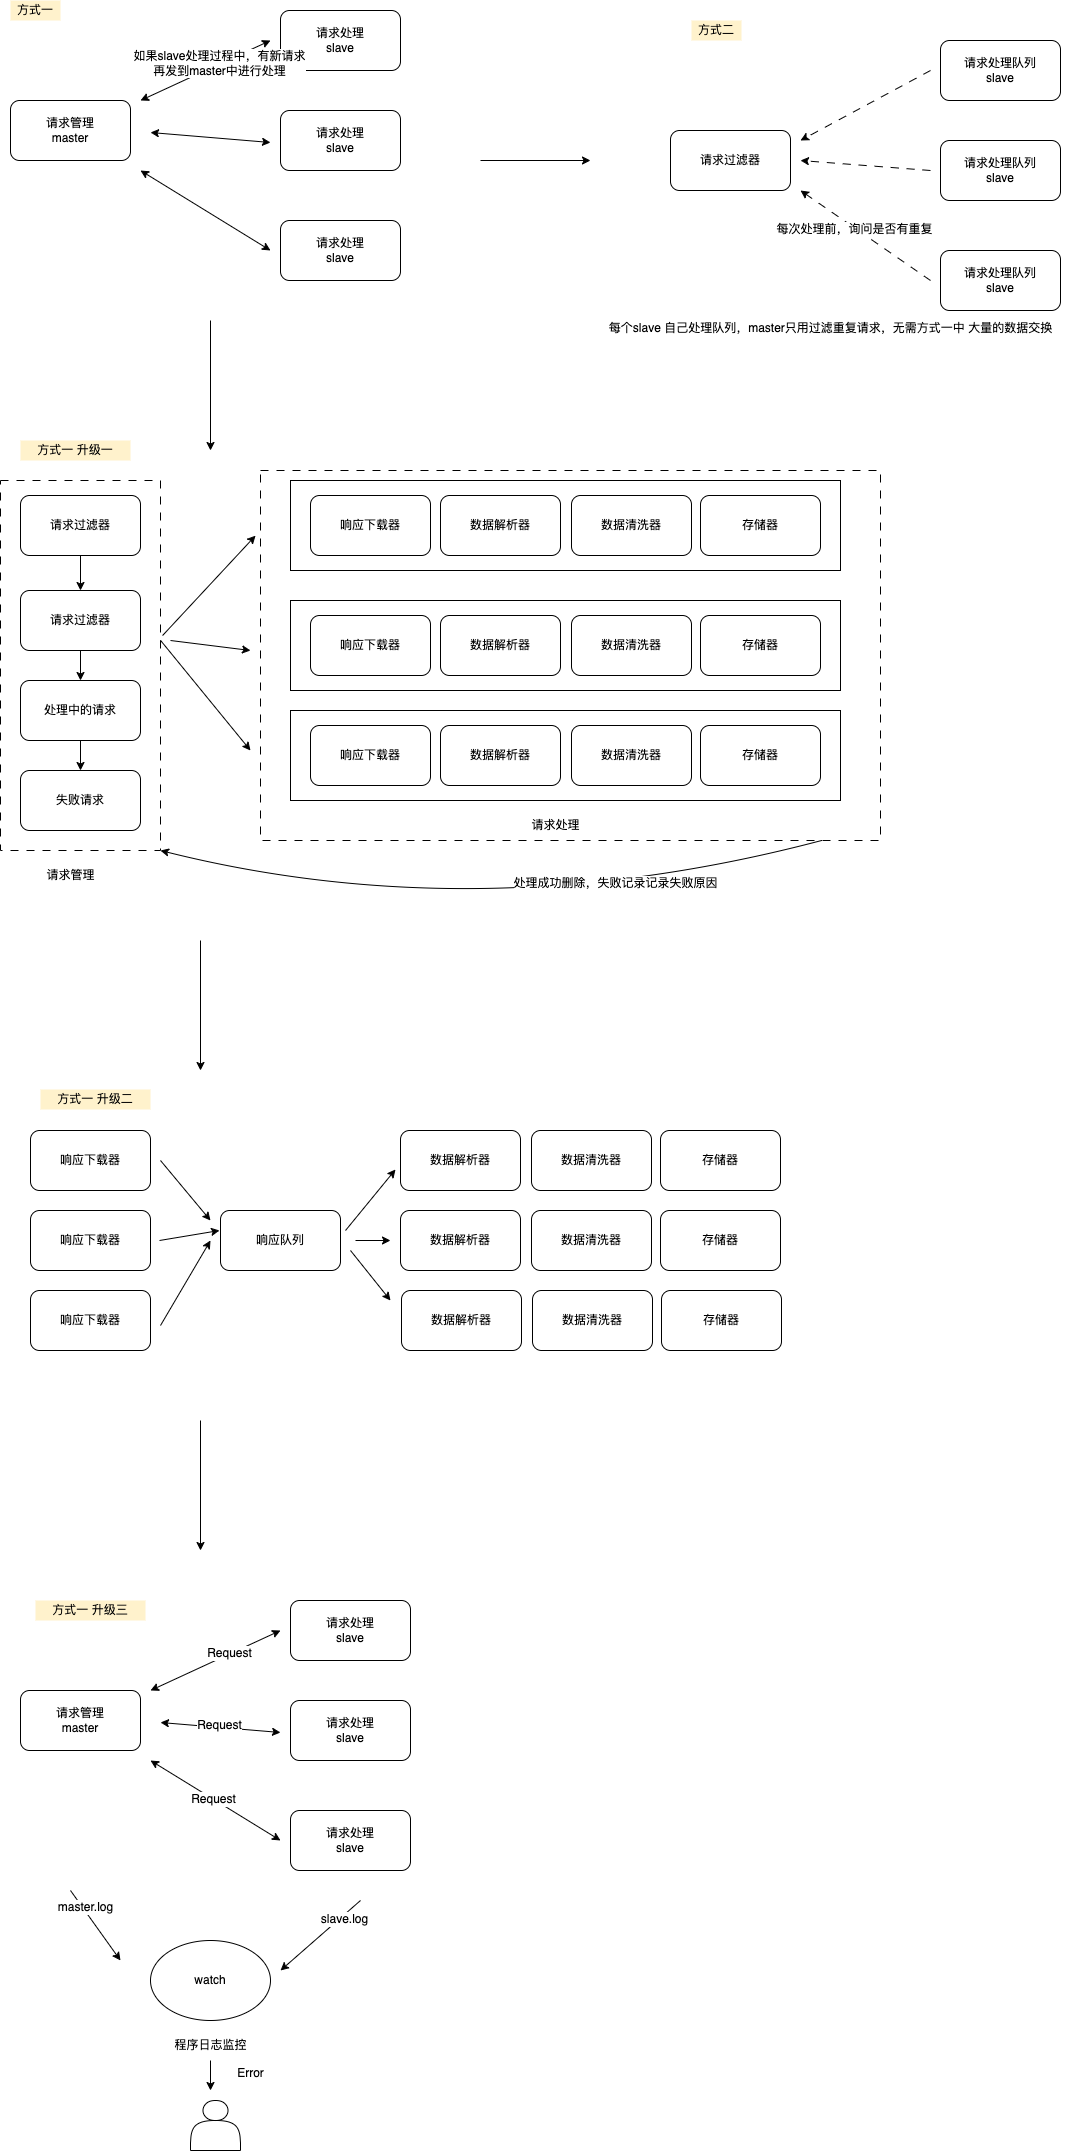 方式一
请求处理
slave
如果slave处理过程中，有新请求
再发到master中进行处理
请求管理
master
请求处理
slave
请求处理
slave
方式二
请求处理队列
slave
请求过滤器
请求处理队列
slave
每次处理前，询问是否有重复
请求处理队列
slave
每个slave 自己处理队列，master只用过滤重复请求，无需方式一中 大量的数据交换
方式一 升级一
请求过滤器
请求过滤器
处理中的请求
失败请求
请求管理
响应下载器
数据解析器
数据清洗器
存储器
响应下载器
数据解析器
数据清洗器
存储器
响应下载器
数据解析器
数据清洗器
存储器
请求处理
处理成功删除，失败记录记录失败原因
方式一 升级二
响应下载器
响应下载器
响应下载器
响应队列
数据解析器
数据清洗器
存储器
数据解析器
数据清洗器
存储器
数据解析器
数据清洗器
存储器
方式一 升级三
请求处理
slave
Request
请求管理
master
Request
请求处理
slave
Request
请求处理
slave
master.log
slave.log
watch
程序日志监控
Error